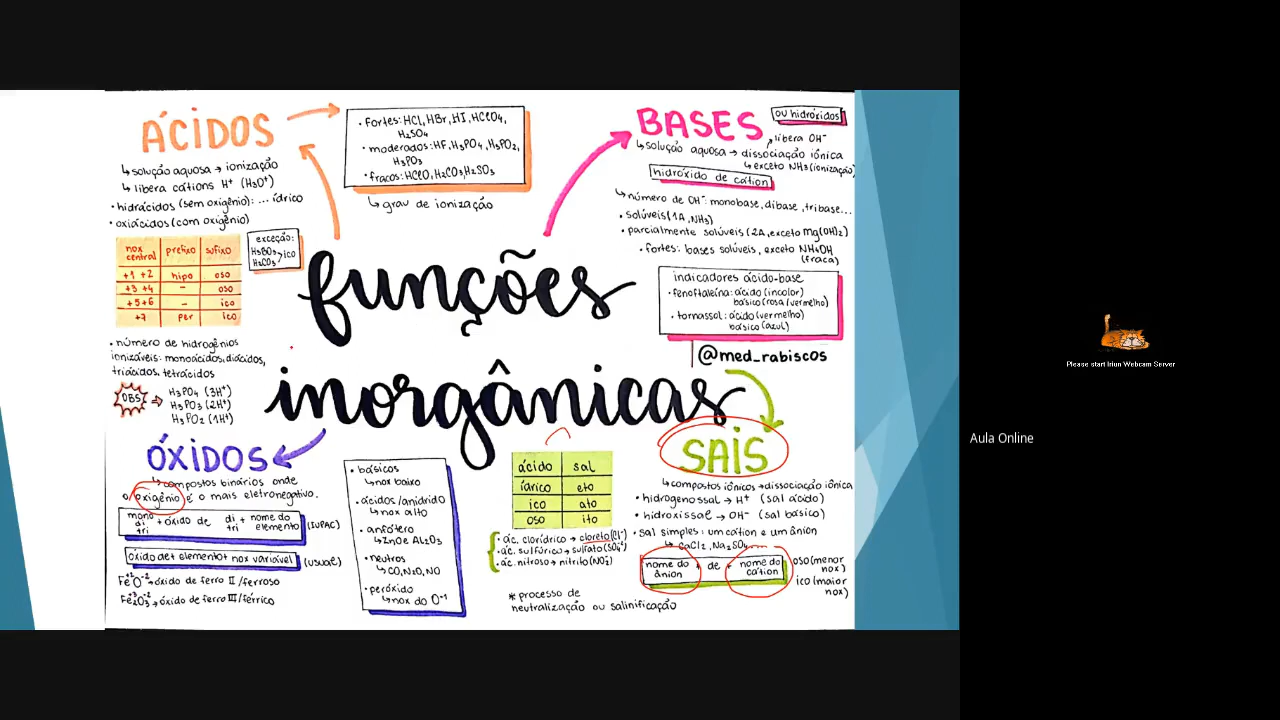 ÁCIDOS
↳ solução aquosa → ionização
↳ libera cátions H⁺ (H₃O⁺)
• hidrácidos (sem oxigênio): ... ídrico
• oxiácidos (com oxigênio)
nox central | prefixo | sufixo
+1 +2 | hipo | oso
+3 +4 | - | oso
+5 +6 | - | ico
+7 | per | ico
exceção:
H₃BO₃ ico
H₂CO₃
• número de hidrogênios
ionizáveis: monoácidos, diácidos,
triácidos, tetrácidos
OBS: ⇒ H₃PO₄ (3H⁺)
H₃PO₃ (2H⁺)
H₃PO₂ (1H⁺)
• Fortes: HCl, HBr, HI, HClO₄,
H₂SO₄
• moderados: HF, H₃PO₄, H₃PO₂,
H₃PO₃
• fracos: HClO, H₂CO₃, H₂SO₃
↳ grau de ionização
BASES
ou hidróxidos
libera OH⁻
↳ solução aquosa → dissociação iônica
↳ exceto NH₃ (ionização)
hidróxido de cátion
↳ número de OH⁻: monobase, dibase, tribase...
• solúveis (1A, NH₃)
• parcialmente solúveis (2A, exceto Mg(OH)₂)
• fortes: bases solúveis, exceto NH₄OH
(fraca)
indicadores ácido-base
• fenoftaleína: ácido (incolor)
básico (rosa/vermelho)
• tornassol: ácido (vermelho)
básico (azul)
@med_rabiscos
funções
inorgânicas
ÓXIDOS
↳ compostos binários onde
o oxigênio é o mais eletronegativo.
mono di tri + óxido de di tri + nome do elemento (IUPAC)
óxido de + elemento + nox variável (usual)
Fe⁺²O⁻² → óxido de ferro II / ferroso
Fe₂⁺³O₃⁻² → óxido de ferro III / férrico
• básicos
↳ nox baixo
• ácidos/anidrido
↳ nox alto
• anfótero
↳ ZnO e Al₂O₃
• neutros
↳ CO, N₂O, NO
• peróxido
↳ nox do O⁻¹
ácido | sal
ídrico | eto
ico | ato
oso | ito
• ác. clorídrico → cloreto (Cl⁻)
• ác. sulfúrico → sulfato
• ác. nitroso → nitrito (NO₂⁻)
* processo de
neutralização ou salinificação
SAIS
↳ compostos iônicos → dissociação iônica
• hidrogenossal → H⁺ (sal ácido)
• hidroxissal → OH⁻ (sal básico)
• sal simples: um cátion e um ânion
↳ CaCl₂, Na₂SO₄...
nome do ânion + de + nome do cátion
oso (menor nox)
ico (maior nox)
Please start Iriun Webcam Server
Aula Online